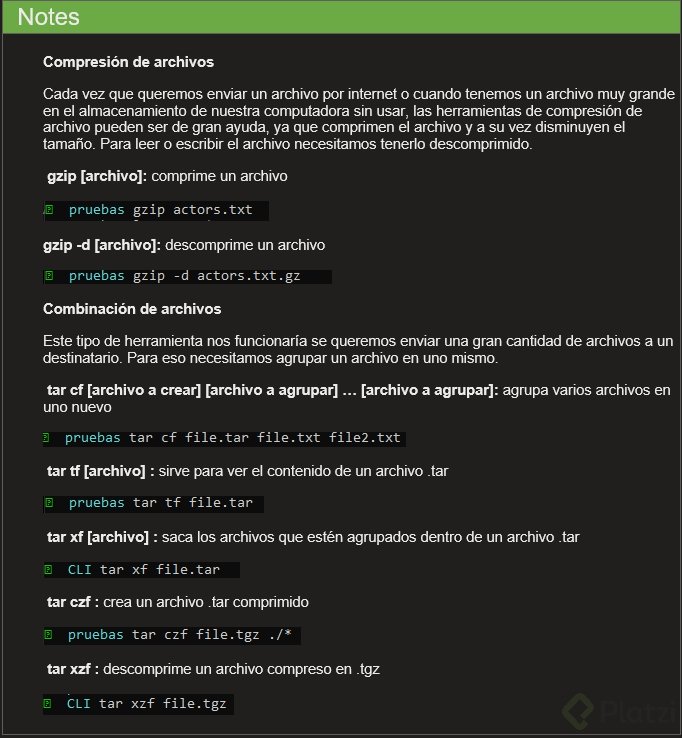 Notes
Compresión de archivos
Cada vez que queremos enviar un archivo por internet o cuando tenemos un archivo muy grande
en el almacenamiento de nuestra computadora sin usar, las herramientas de compresión de
archivo pueden ser de gran ayuda, ya que comprimen el archivo y a su vez disminuyen el
tamaño. Para leer o escribir el archivo necesitamos tenerlo descomprimido.
gzip [archivo]: comprime un archivo
pruebas gzip actors.txt
gzip -d [archivo]: descomprime un archivo
pruebas gzip -d actors.txt.gz
Combinación de archivos
Este tipo de herramienta nos funcionaría se queremos enviar una gran cantidad de archivos a un
destinatario. Para eso necesitamos agrupar un archivo en uno mismo.
tar cf [archivo a crear] [archivo a agrupar] … [archivo a agrupar]: agrupa varios archivos en
uno nuevo
pruebas tar cf file.tar file.txt file2.txt
tar tf [archivo] : sirve para ver el contenido de un archivo .tar
pruebas tar tf file.tar
tar xf [archivo] : saca los archivos que estén agrupados dentro de un archivo .tar
CLI tar xf file.tar
tar czf : crea un archivo .tar comprimido
pruebas tar czf file.tgz ./*
tar xzf : descomprime un archivo compreso en .tgz
CLI tar xzf file.tgz
Platzi